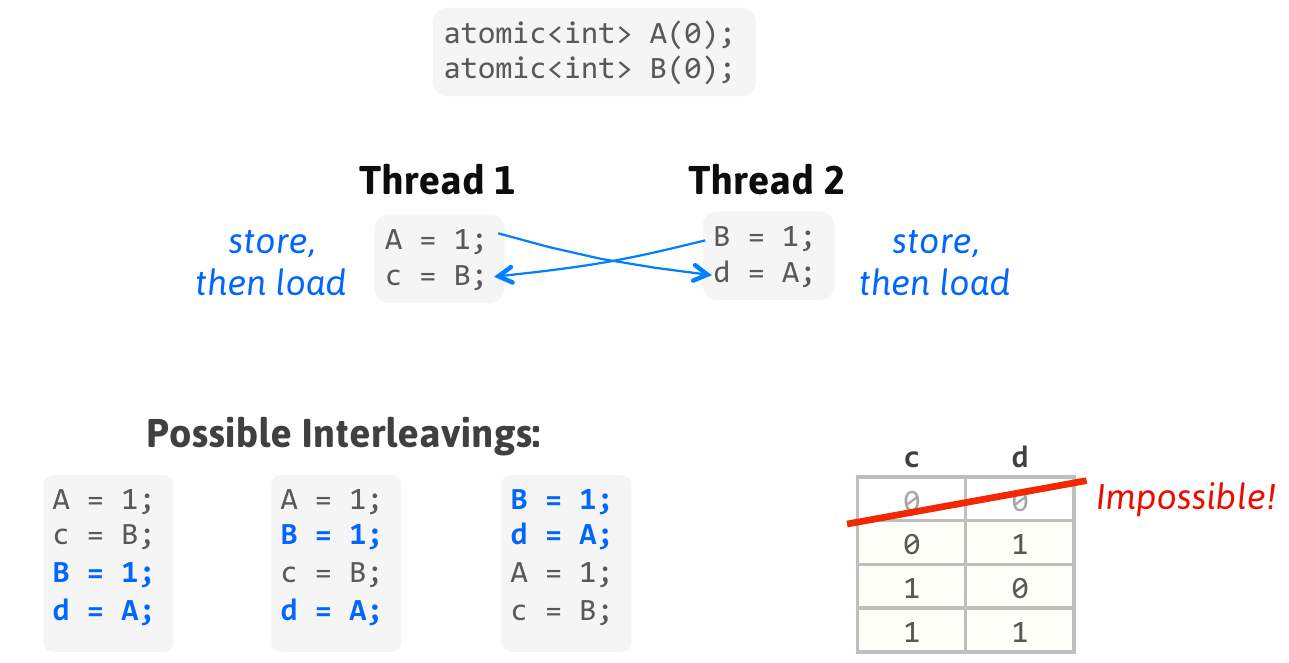 atomic<int> A(0);
atomic<int> B(0);
Thread 1
Thread 2
store,
then load
A = 1;
c = B;
B = 1;
d = A;
store,
then load
Possible Interleavings:
A = 1;
c = B;
B = 1;
d = A;
A = 1;
B = 1;
c = B;
d = A;
B = 1;
d = A;
A = 1;
c = B;
c d
0 0
Impossible!
0 1
1 0
1 1